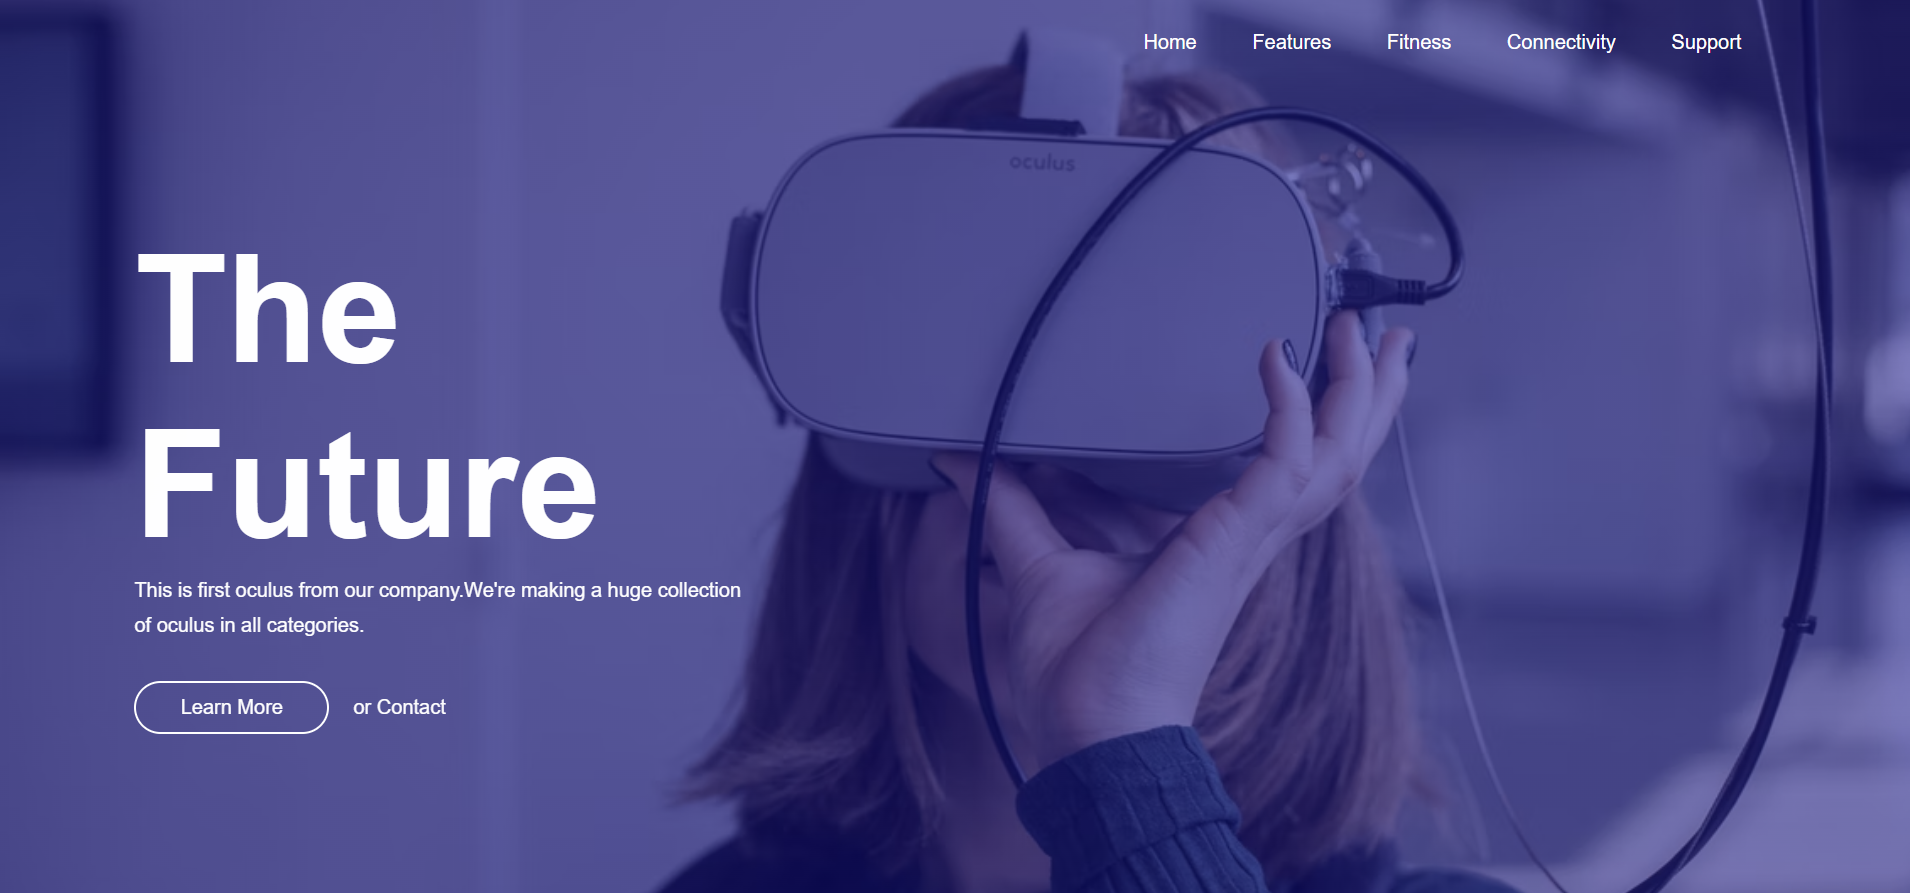 Home Features Fitness Connectivity Support
oculus
The
Future
This is first oculus from our company.We're making a huge collection
of oculus in all categories.
Learn More or Contact